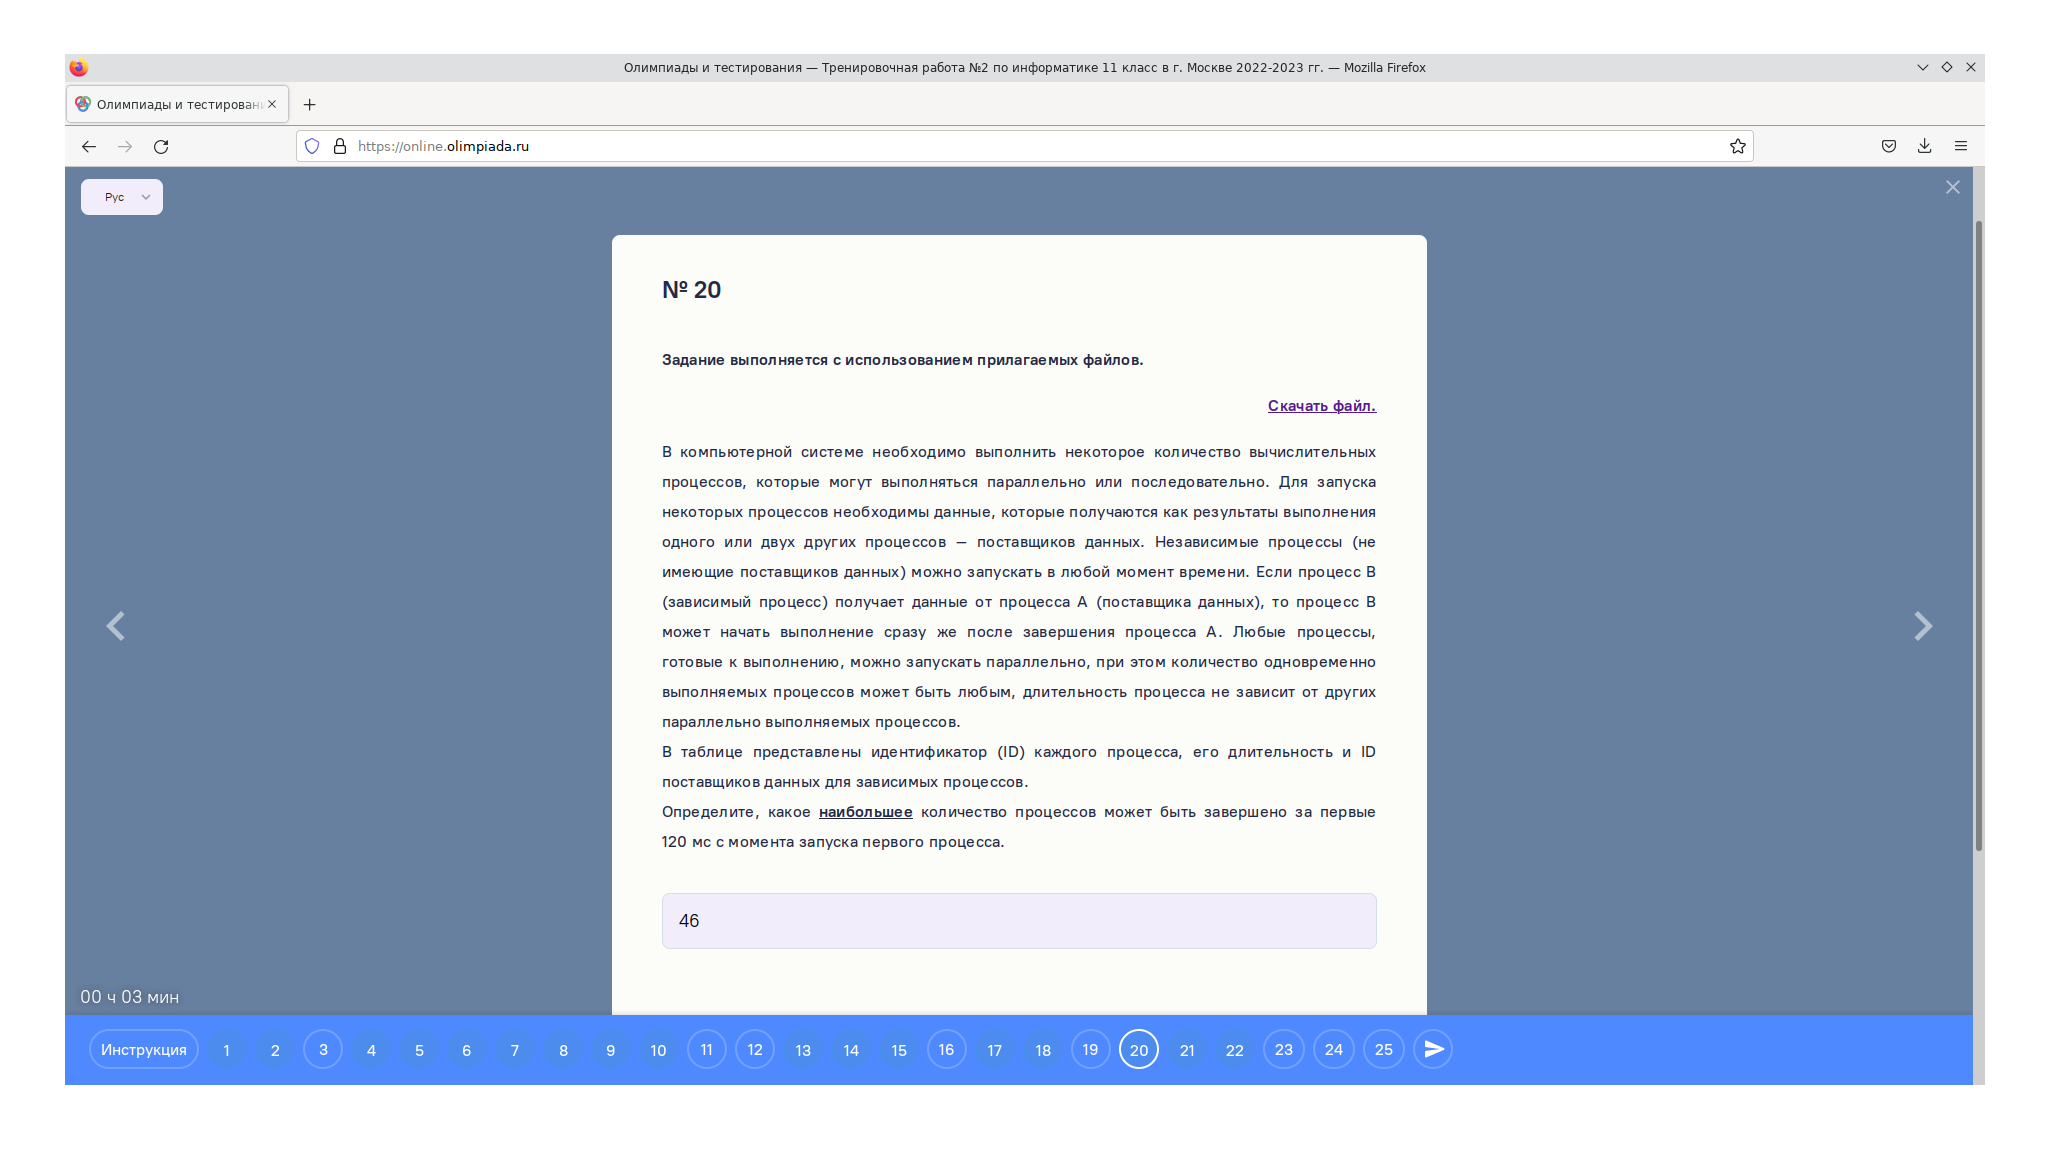 Олимпиады и тестирования — Тренировочная работа №2 по информатике 11 класс в г. Москве 2022-2023 гг. — Mozilla Firefox
Олимпиады и тестировани
https://online.olimpiada.ru
Рус
№ 20
Задание выполняется с использованием прилагаемых файлов.
Скачать файл.
В компьютерной системе необходимо выполнить некоторое количество вычислительных
процессов, которые могут выполняться параллельно или последовательно. Для запуска
некоторых процессов необходимы данные, которые получаются как результаты выполнения
одного или двух других процессов — поставщиков данных. Независимые процессы (не
имеющие поставщиков данных) можно запускать в любой момент времени. Если процесс B
(зависимый процесс) получает данные от процесса A (поставщика данных), то процесс B
может начать выполнение сразу же после завершения процесса A. Любые процессы,
готовые к выполнению, можно запускать параллельно, при этом количество одновременно
выполняемых процессов может быть любым, длительность процесса не зависит от других
параллельно выполняемых процессов.
В таблице представлены идентификатор (ID) каждого процесса, его длительность и ID
поставщиков данных для зависимых процессов.
Определите, какое наибольшее количество процессов может быть завершено за первые
120 мс с момента запуска первого процесса.
46
00 ч 03 мин
Инструкция 1 2 3 4 5 6 7 8 9 10 11 12 13 14 15 16 17 18 19 20 21 22 23 24 25